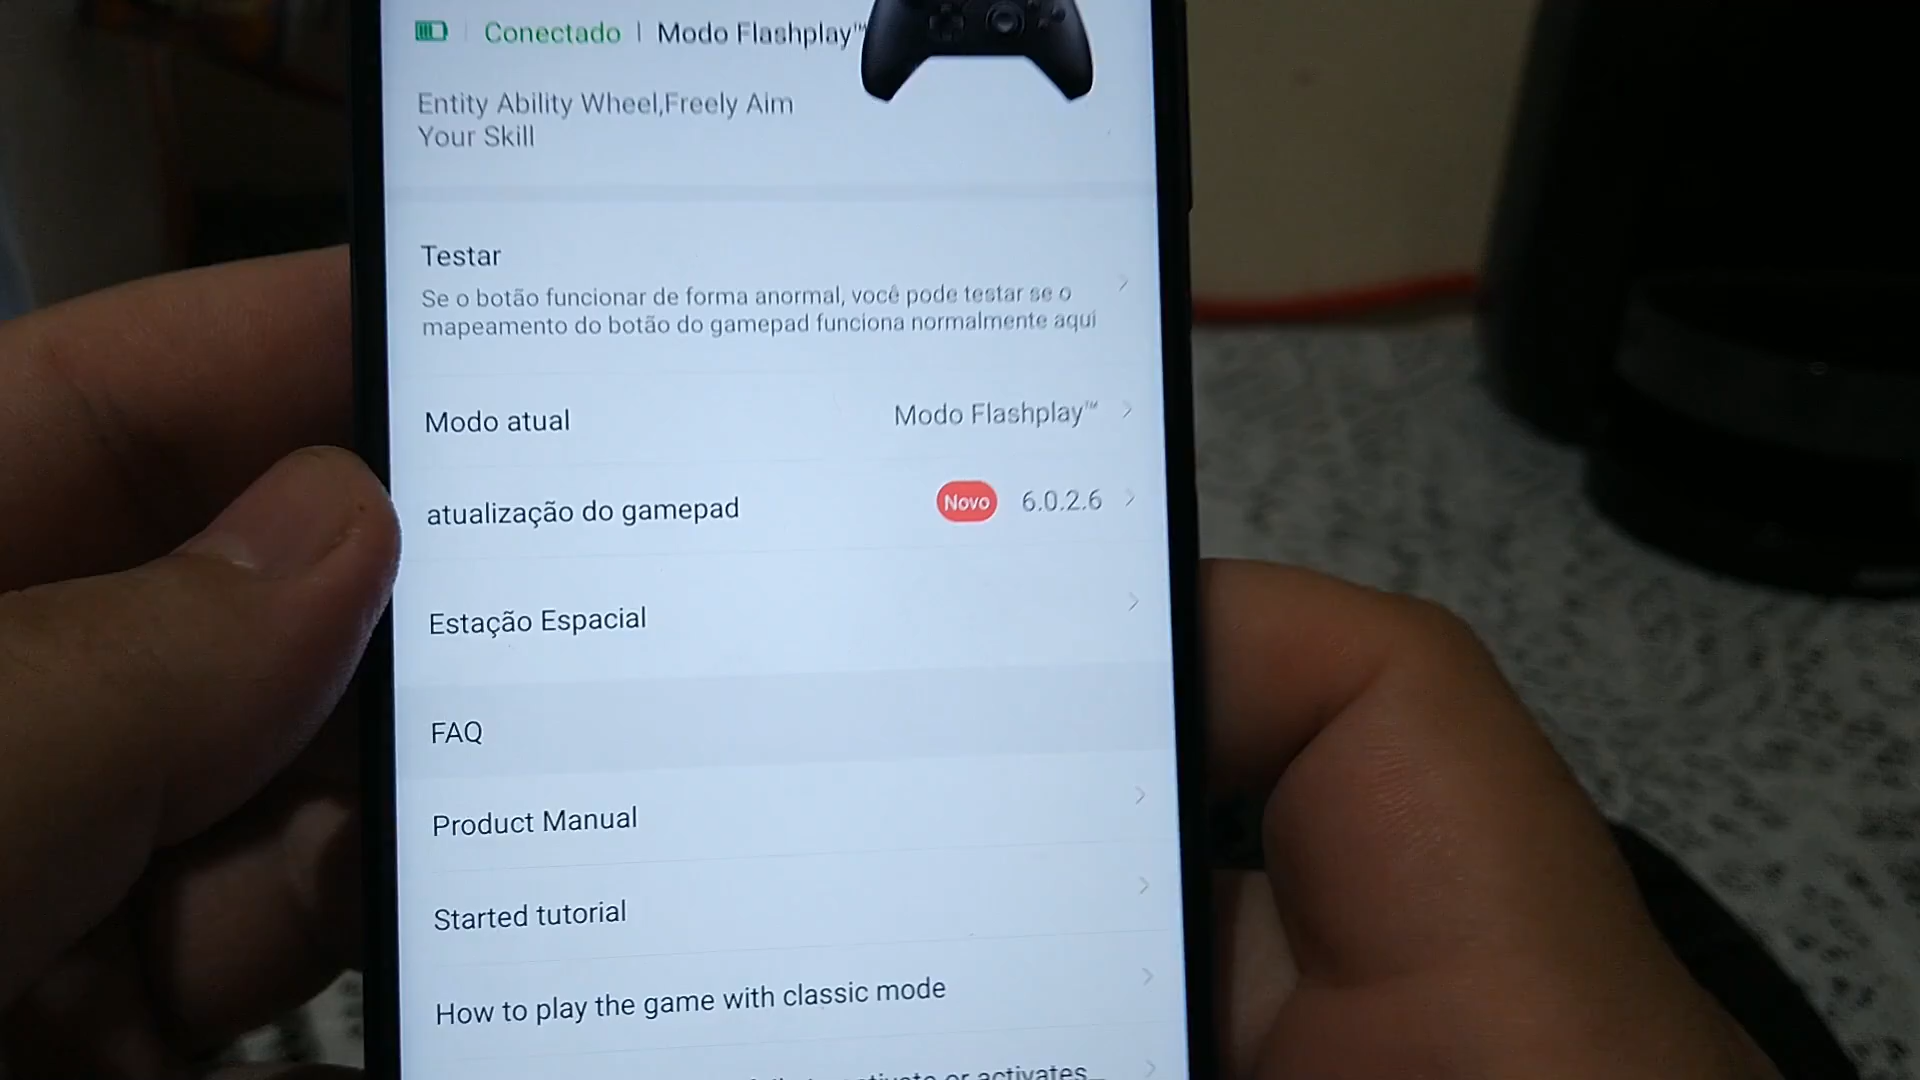 Conectado | Modo Flashplay™
Entity Ability Wheel,Freely Aim
Your Skill
Testar
Se o botão funcionar de forma anormal, você pode testar se o
mapeamento do botão do gamepad funciona normalmente aqui
Modo atual Modo Flashplay™
atualização do gamepad Novo 6.0.2.6
Estação Espacial
FAQ
Product Manual
Started tutorial
How to play the game with classic mode
or activates